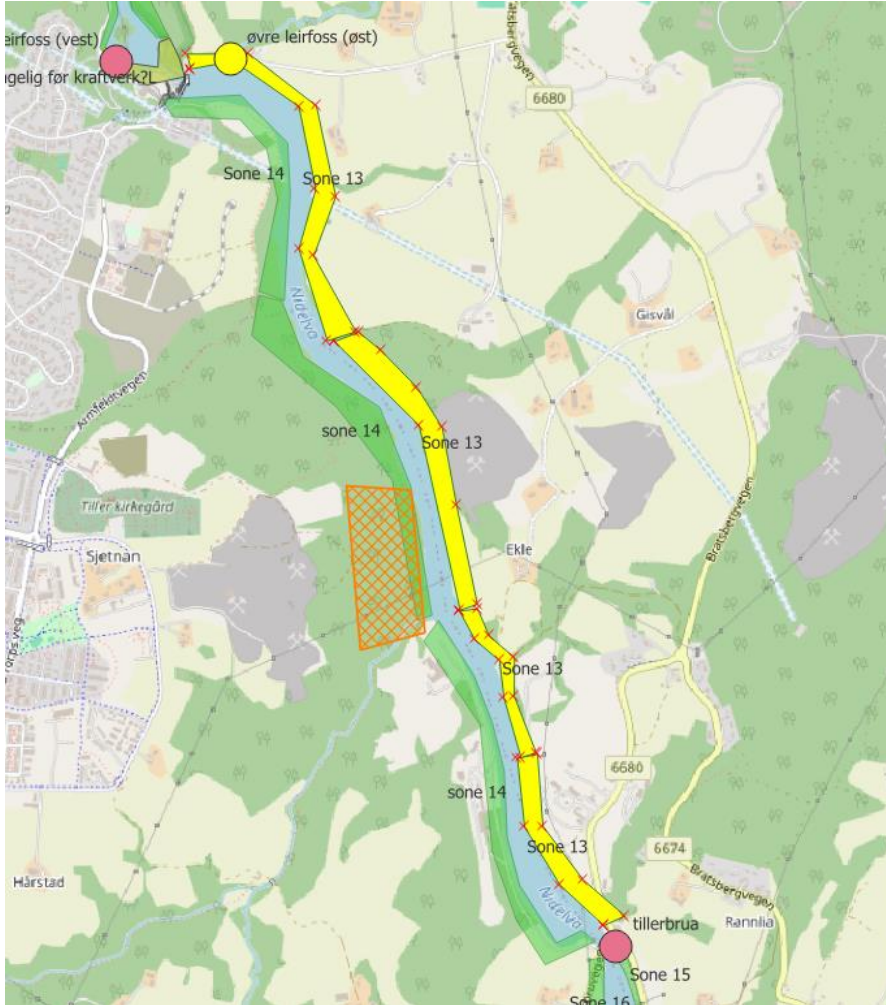 øvre leirfoss (øst)
eirfoss (vest)
ngelig før kraftverk?L
6680
Sone 14
Sone 13
Nidelva
Gisvål
Armfeldtvegen
sone 14
Sone 13
Tiller kirkegård
Bratsbergvegen
Sjetnan
Ekle
Sone 13
sone 14
6680
Sone 13
6674
Hårstad
Bratsbergvegen
Nidelva
tillerbrua
Rannlia
Sone 15
Sone 16